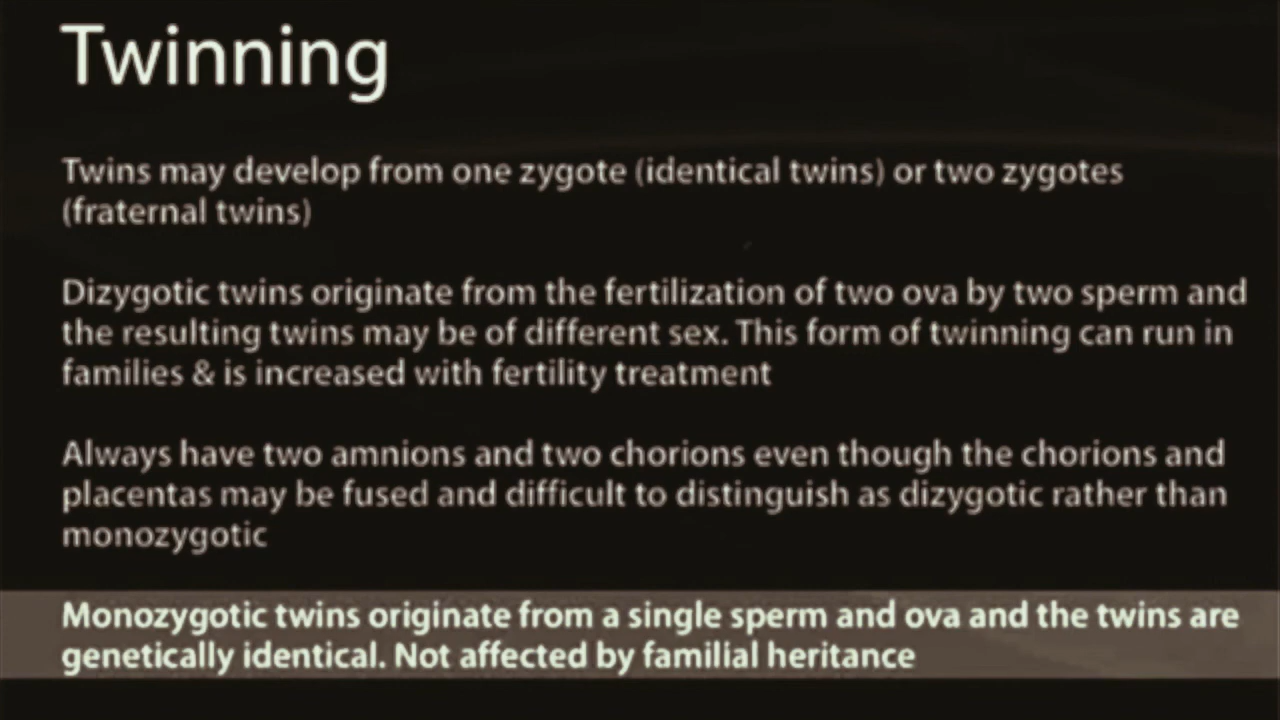 Twinning
Twins may develop from one zygote (identical twins) or two zygotes
(fraternal twins)
Dizygotic twins originate from the fertilization of two ova by two sperm and
the resulting twins may be of different sex. This form of twinning can run in
families & is increased with fertility treatment
Always have two amnions and two chorions even though the chorions and
placentas may be fused and difficult to distinguish as dizygotic rather than
monozygotic
Monozygotic twins originate from a single sperm and ova and the twins are
genetically identical. Not affected by familial heritance